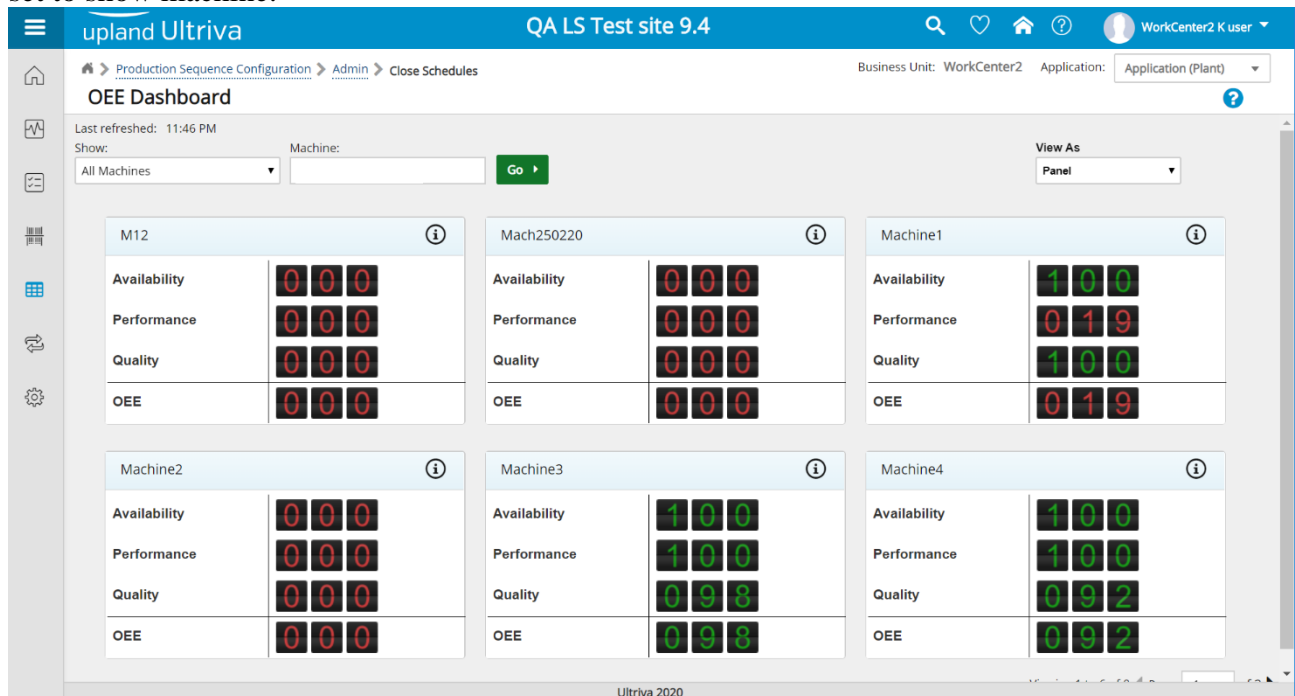 set to show machine.
upland Ultriva QA LS Test site 9.4 WorkCenter2 K user
Production Sequence Configuration Admin Close Schedules Business Unit: WorkCenter2 Application: Application (Plant)
OEE Dashboard
Last refreshed: 11:46 PM
Show: Machine: View As
All Machines Go Panel
M12 Mach250220 Machine1
Availability 000 Availability 000 Availability 100
Performance 000 Performance 000 Performance 019
Quality 000 Quality 000 Quality 100
OEE 000 OEE 000 OEE 019
Machine2 Machine3 Machine4
Availability 000 Availability 100 Availability 100
Performance 000 Performance 100 Performance 100
Quality 000 Quality 098 Quality 092
OEE 000 OEE 098 OEE 092
Ultriva 2020